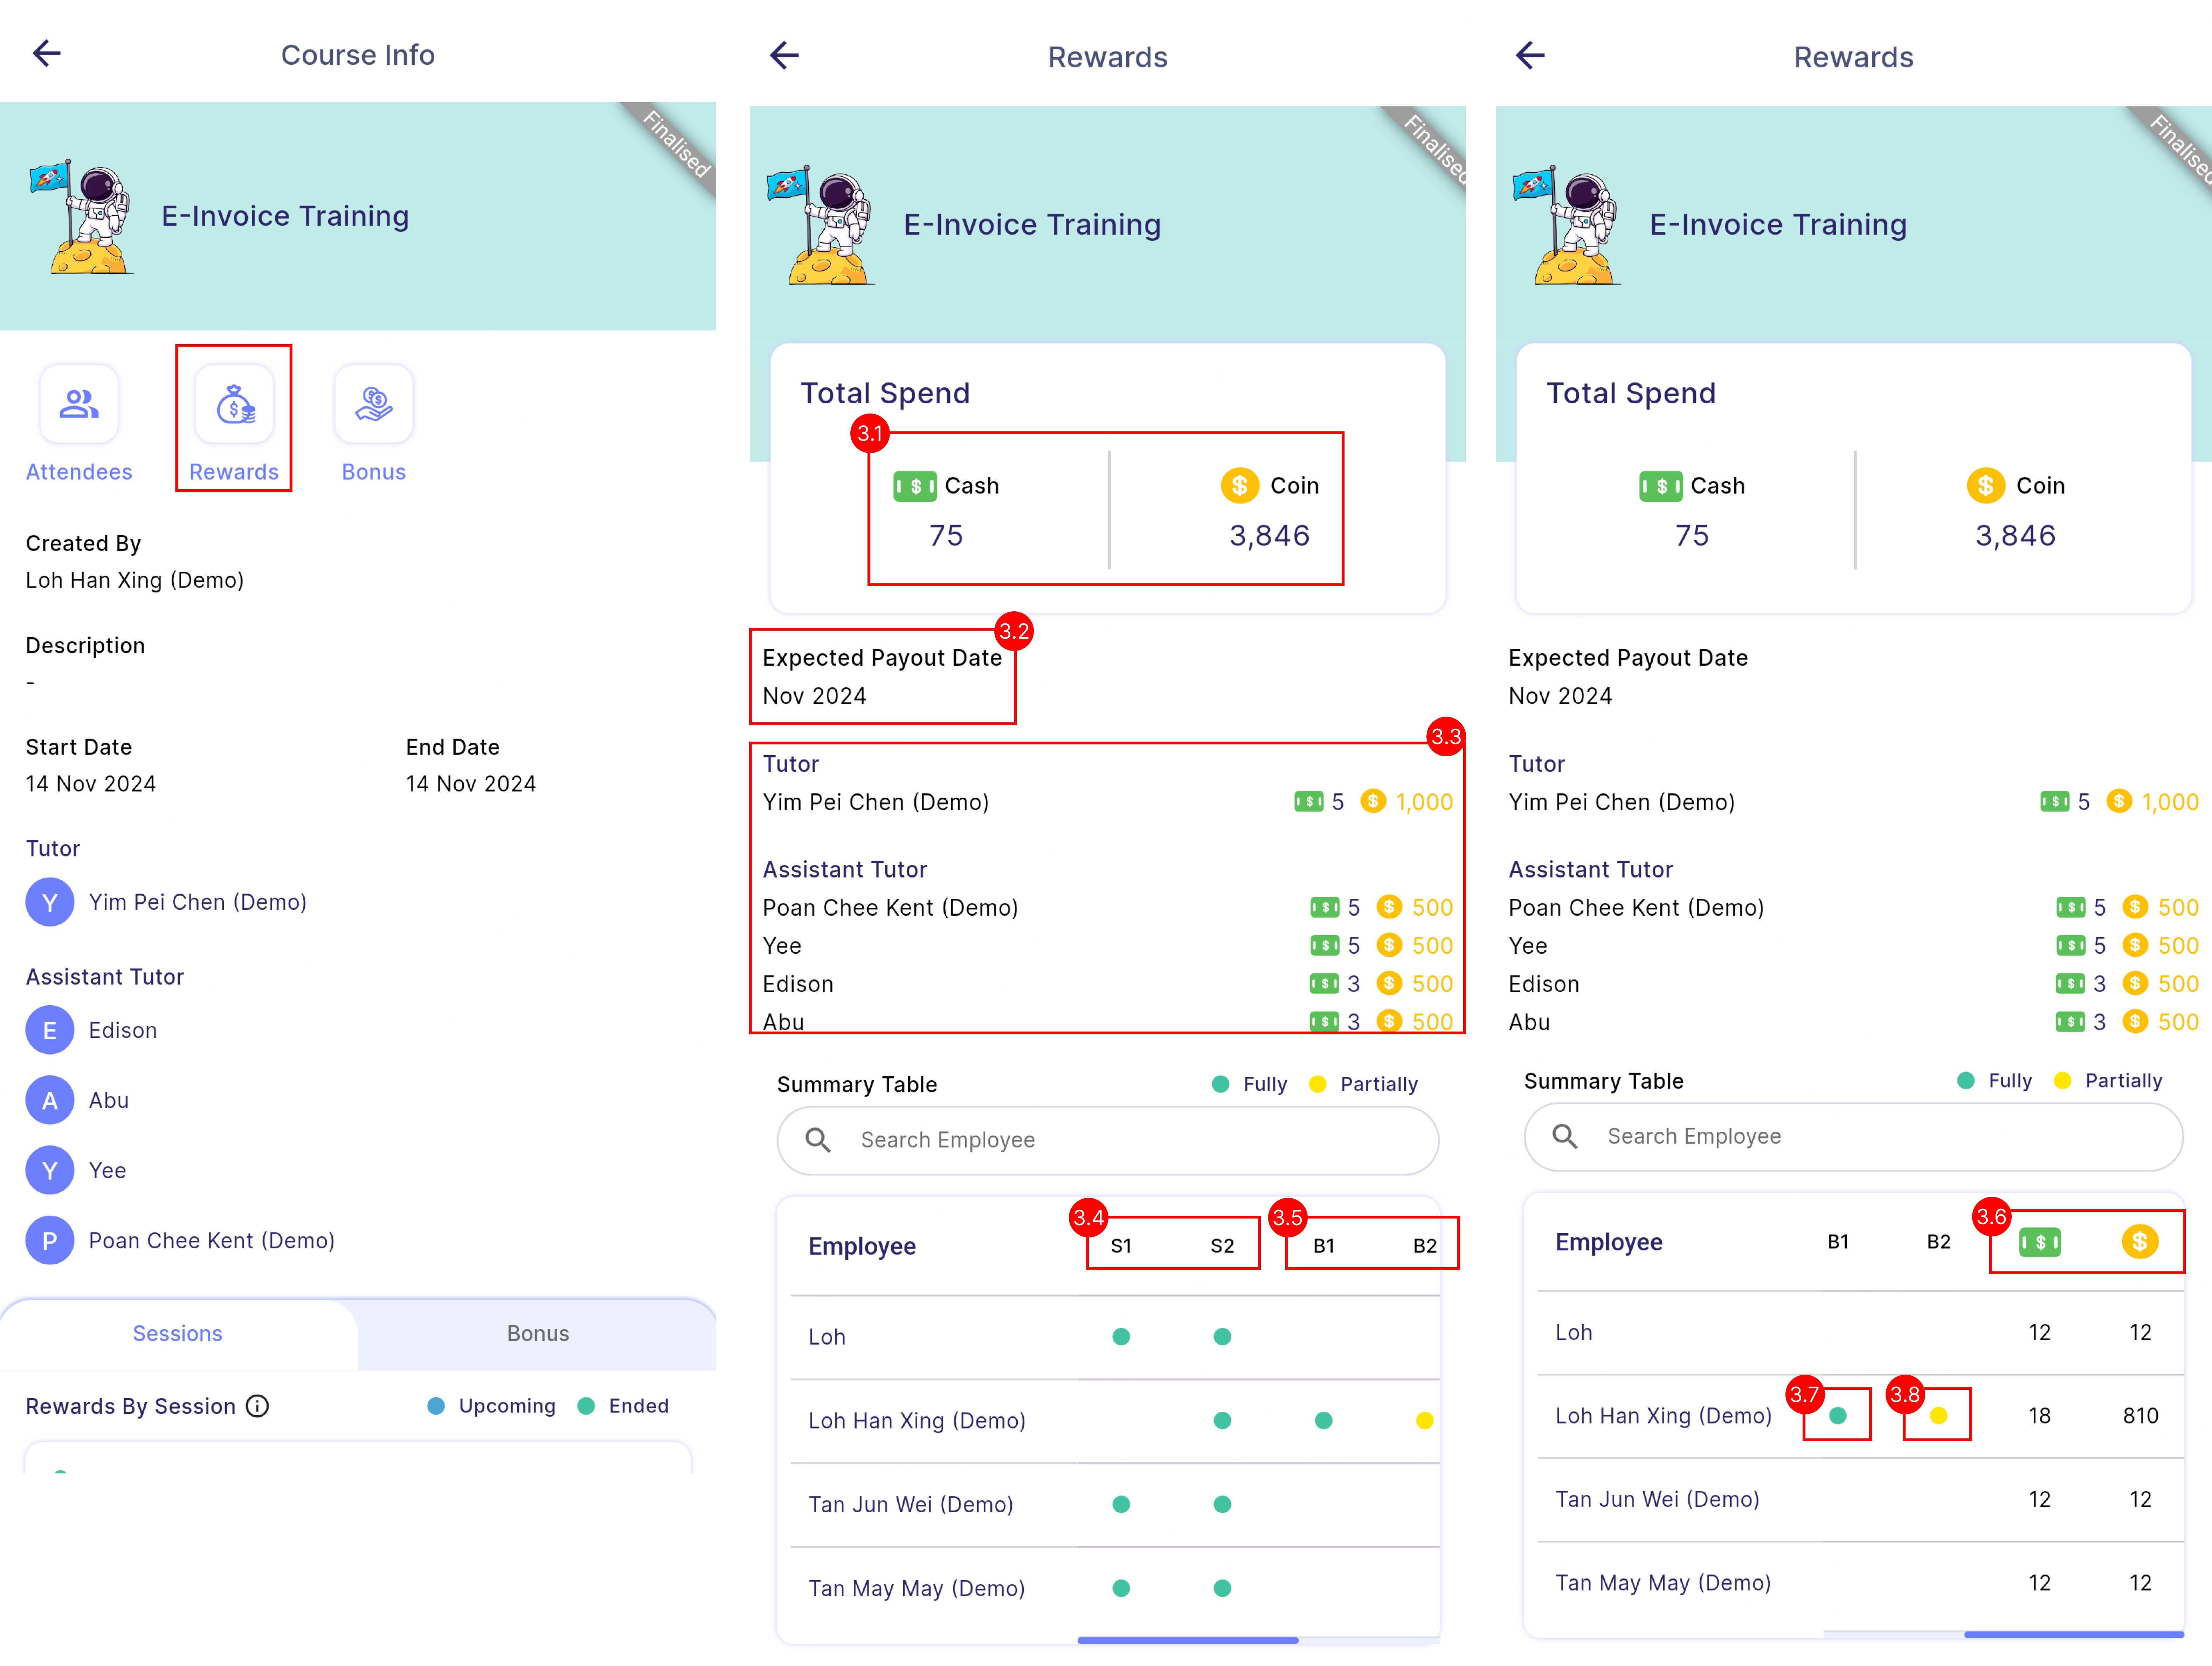 Course Info
Finalised
E-Invoice Training
Attendees
Rewards
Bonus
Created By
Loh Han Xing (Demo)
Description
-
Start Date
End Date
14 Nov 2024
14 Nov 2024
Tutor
Y
Yim Pei Chen (Demo)
Assistant Tutor
E
Edison
A
Abu
Y
Yee
P
Poan Chee Kent (Demo)
Sessions
Bonus
Rewards By Session
Upcoming
Ended
Rewards
Finalised
E-Invoice Training
Total Spend
3.1
Cash
Coin
75
3,846
3.2
Expected Payout Date
Nov 2024
3.3
Tutor
Yim Pei Chen (Demo) 5 1,000
Assistant Tutor
Poan Chee Kent (Demo) 5 500
Yee 5 500
Edison 3 500
Abu 3 500
Summary Table
Fully
Partially
Search Employee
3.4
3.5
Employee S1 S2 B1 B2
Loh
Loh Han Xing (Demo)
Tan Jun Wei (Demo)
Tan May May (Demo)
Rewards
Finalised
E-Invoice Training
Total Spend
Cash
Coin
75
3,846
Expected Payout Date
Nov 2024
Tutor
Yim Pei Chen (Demo) 5 1,000
Assistant Tutor
Poan Chee Kent (Demo) 5 500
Yee 5 500
Edison 3 500
Abu 3 500
Summary Table
Fully
Partially
Search Employee
3.6
Employee B1 B2
Loh 12 12
3.7
3.8
Loh Han Xing (Demo) 18 810
Tan Jun Wei (Demo) 12 12
Tan May May (Demo) 12 12